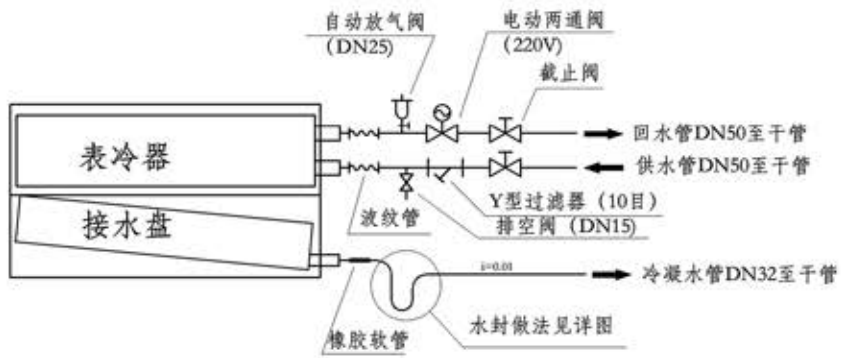 自动放气阀
(DN25)
电动两通阀
(220V)
截止阀
表冷器
回水管DN50至干管
供水管DN50至干管
接水盘
波纹管
Y型过滤器（10目）
排空阀（DN15)
i=0.01
冷凝水管DN32至干管
橡胶软管
水封做法见详图